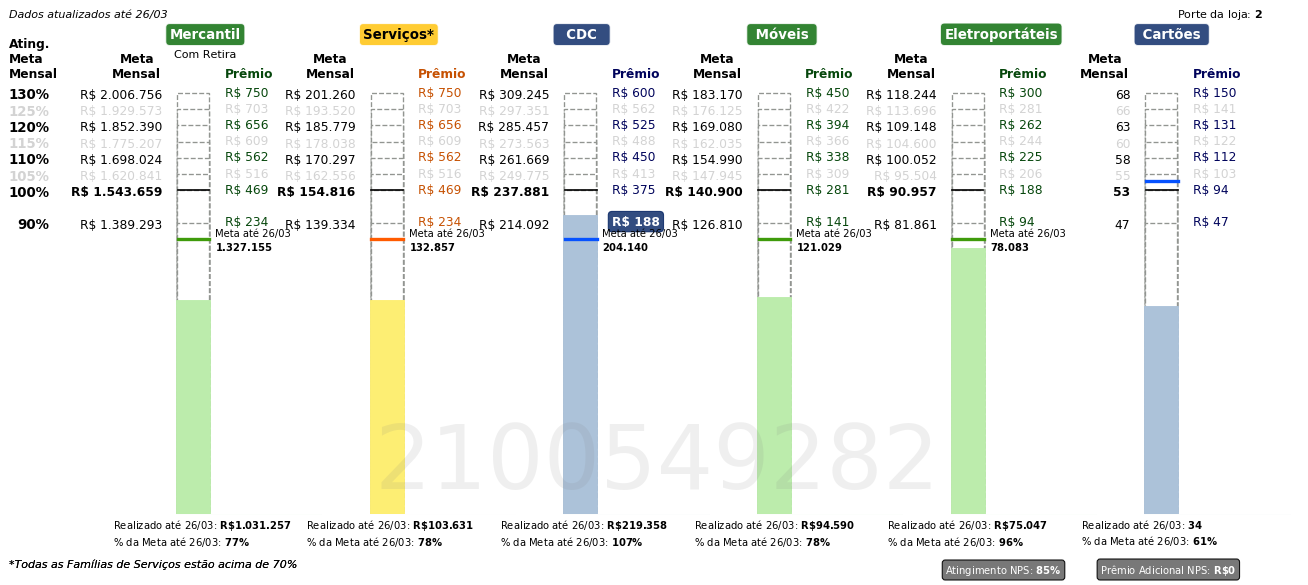 Dados atualizados até 26/03
Porte da loja: 2
Mercantil Serviços* CDC Móveis Eletroportáteis Cartões
Com Retira
Ating. Meta Mensal
Meta Mensal Prêmio Meta Mensal Prêmio Meta Mensal Prêmio Meta Mensal Prêmio Meta Mensal Prêmio Meta Mensal Prêmio
130% R$ 2.006.756 R$ 750 R$ 201.260 R$ 750 R$ 309.245 R$ 600 R$ 183.170 R$ 450 R$ 118.244 R$ 300 68 R$ 150
125% R$ 1.929.573 R$ 703 R$ 193.520 R$ 703 R$ 297.351 R$ 562 R$ 176.125 R$ 422 R$ 113.696 R$ 281 66 R$ 141
120% R$ 1.852.390 R$ 656 R$ 185.779 R$ 656 R$ 285.457 R$ 525 R$ 169.080 R$ 394 R$ 109.148 R$ 262 63 R$ 131
115% R$ 1.775.207 R$ 609 R$ 178.038 R$ 609 R$ 273.563 R$ 488 R$ 162.035 R$ 366 R$ 104.600 R$ 244 60 R$ 122
110% R$ 1.698.024 R$ 562 R$ 170.297 R$ 562 R$ 261.669 R$ 450 R$ 154.990 R$ 338 R$ 100.052 R$ 225 58 R$ 112
105% R$ 1.620.841 R$ 516 R$ 162.556 R$ 516 R$ 249.775 R$ 413 R$ 147.945 R$ 309 R$ 95.504 R$ 206 55 R$ 103
100% R$ 1.543.659 R$ 469 R$ 154.816 R$ 469 R$ 237.881 R$ 375 R$ 140.900 R$ 281 R$ 90.957 R$ 188 53 R$ 94
90% R$ 1.389.293 R$ 234 R$ 139.334 R$ 234 R$ 214.092 R$ 188 R$ 126.810 R$ 141 R$ 81.861 R$ 94 47 R$ 47
Meta até 26/03 Meta até 26/03 Meta até 26/03 Meta até 26/03 Meta até 26/03
1.327.155 132.857 204.140 121.029 78.083
2100549282
Realizado até 26/03: R$1.031.257 Realizado até 26/03: R$103.631 Realizado até 26/03: R$219.358 Realizado até 26/03: R$94.590 Realizado até 26/03: R$75.047 Realizado até 26/03: 34
% da Meta até 26/03: 77% % da Meta até 26/03: 78% % da Meta até 26/03: 107% % da Meta até 26/03: 78% % da Meta até 26/03: 96% % da Meta até 26/03: 61%
*Todas as Famílias de Serviços estão acima de 70%
Atingimento NPS: 85% Prêmio Adicional NPS: R$0